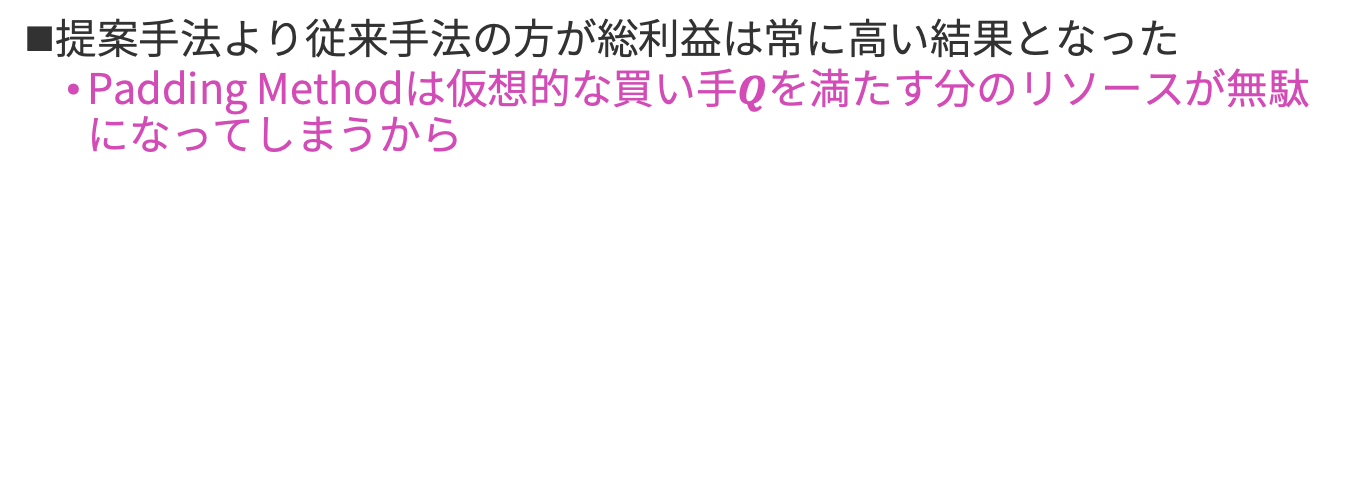 ■提案手法より従来手法の方が総利益は常に高い結果となった
•Padding Methodは仮想的な買い手Qを満たす分のリソースが無駄
になってしまうから